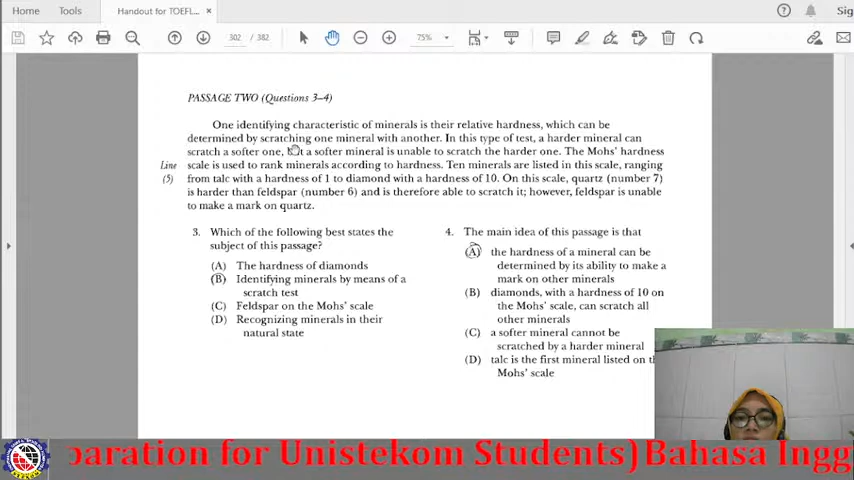 Home Tools Handout for TOEFL... × Sig
302 / 382 75%
PASSAGE TWO (Questions 3–4)
One identifying characteristic of minerals is their relative hardness, which can be
determined by scratching one mineral with another. In this type of test, a harder mineral can
scratch a softer one, but a softer mineral is unable to scratch the harder one. The Mohs' hardness
Line scale is used to rank minerals according to hardness. Ten minerals are listed in this scale, ranging
(5) from talc with a hardness of 1 to diamond with a hardness of 10. On this scale, quartz (number 7)
is harder than feldspar (number 6) and is therefore able to scratch it; however, feldspar is unable
to make a mark on quartz.
3. Which of the following best states the
subject of this passage?
(A) The hardness of diamonds
(B) Identifying minerals by means of a
scratch test
(C) Feldspar on the Mohs' scale
(D) Recognizing minerals in their
natural state
4. The main idea of this passage is that
(A) the hardness of a mineral can be
determined by its ability to make a
mark on other minerals
(B) diamonds, with a hardness of 10 on
the Mohs' scale, can scratch all
other minerals
(C) a softer mineral cannot be
scratched by a harder mineral
(D) talc is the first mineral listed on
Mohs' scale
paration for Unistekom Students) Bahasa Ingg